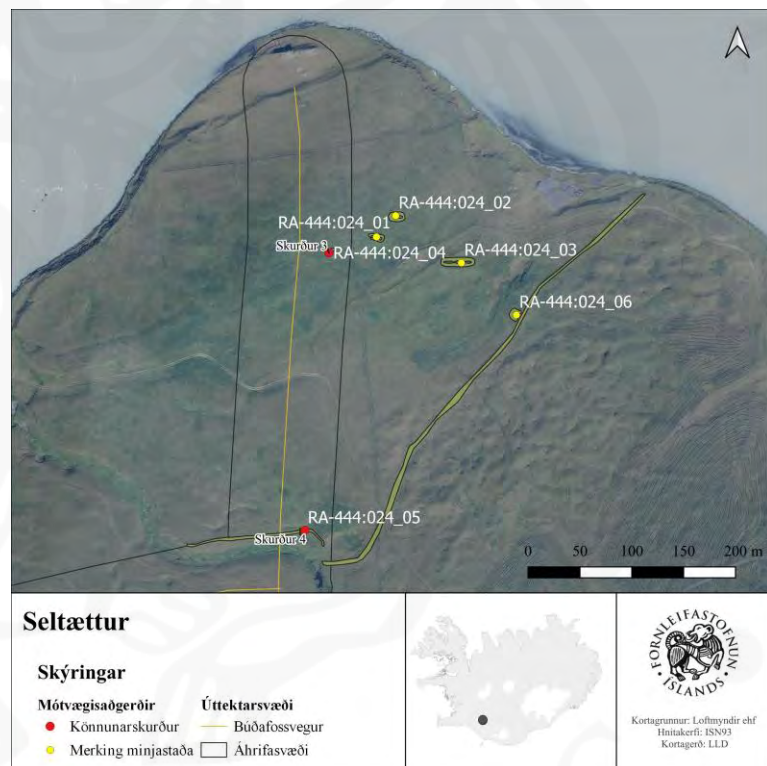 RA-444:024_02
RA-444:024_01
Skurður 3
RA-444:024_04
RA-444:024_03
RA-444:024_06
RA-444:024_05
Skurður 4
0 50 100 150 200 m
Seltættur
Skýringar
Mótvægisaðgerðir
Könnunarskurður
Merking minjastaða
Úttektarsvæði
Búðafossvegur
Áhrifasvæði
FORNLEIFASTOFNUN
ÍSLANDS
Kortagrunnur: Loftmyndir ehf
Hnitakerfi: ISN93
Kortagerð: LLD